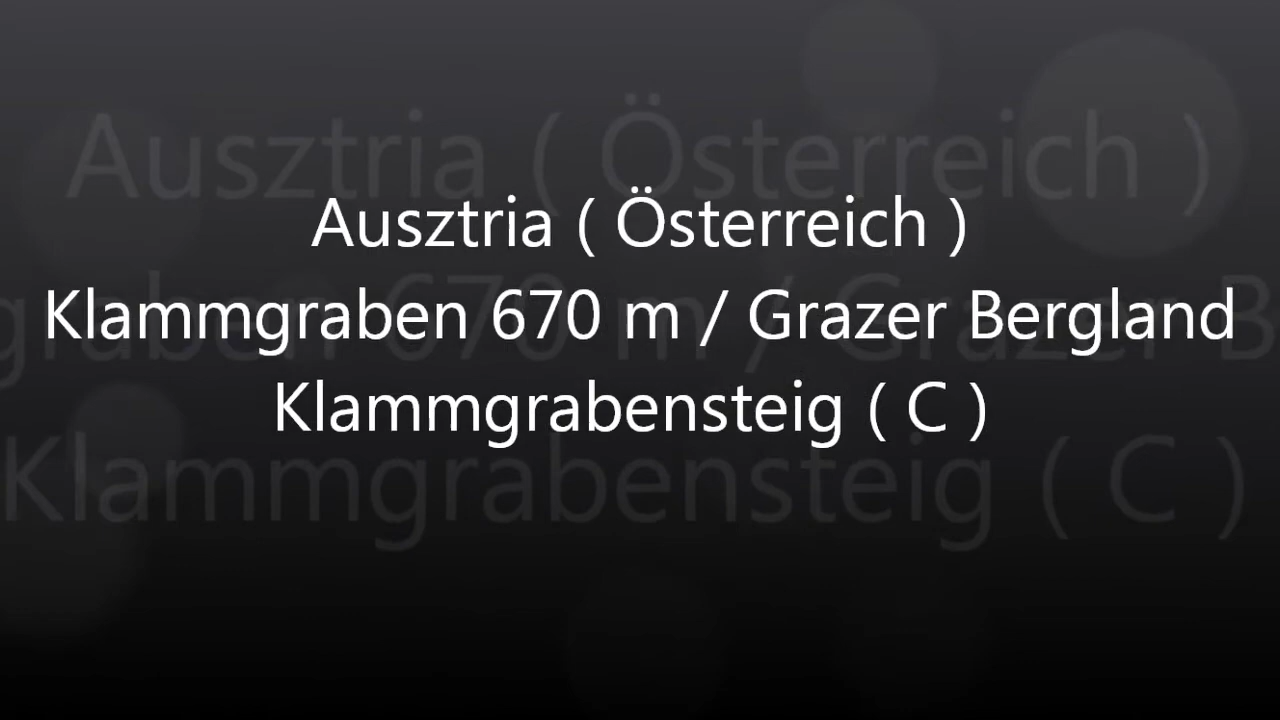 Ausztria ( Österreich )
Klammgraben 670 m / Grazer Bergland
Klammgrabensteig ( C )